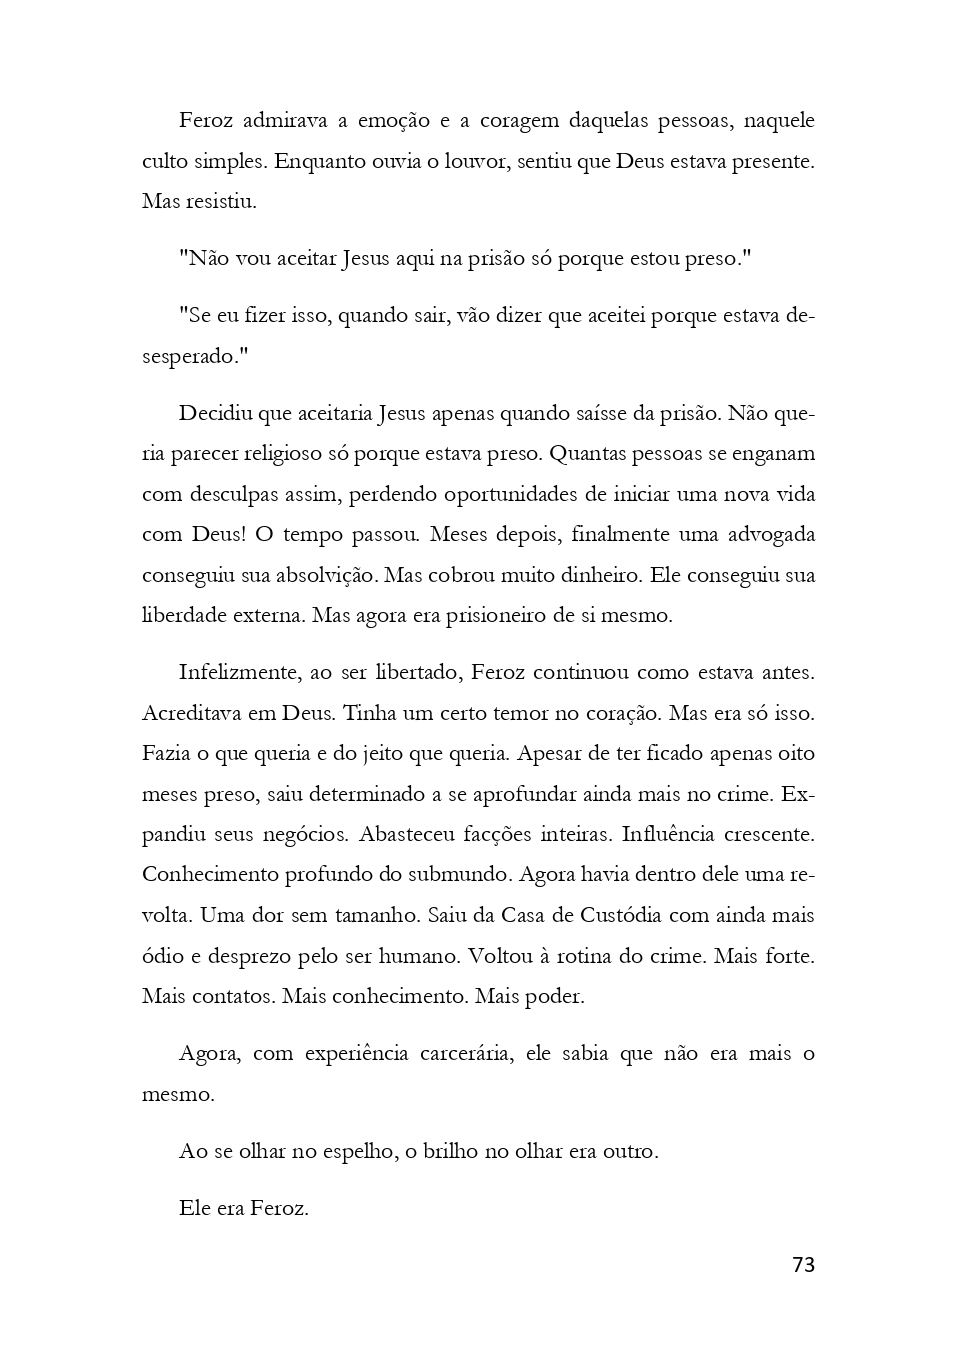 Feroz admirava a emoção e a coragem daquelas pessoas, naquele
culto simples. Enquanto ouvia o louvor, sentiu que Deus estava presente.
Mas resistiu.
"Não vou aceitar Jesus aqui na prisão só porque estou preso."
"Se eu fizer isso, quando sair, vão dizer que aceitei porque estava de-
sesperado."
Decidiu que aceitaria Jesus apenas quando saísse da prisão. Não que-
ria parecer religioso só porque estava preso. Quantas pessoas se enganam
com desculpas assim, perdendo oportunidades de iniciar uma nova vida
com Deus! O tempo passou. Meses depois, finalmente uma advogada
conseguiu sua absolvição. Mas cobrou muito dinheiro. Ele conseguiu sua
liberdade externa. Mas agora era prisioneiro de si mesmo.
Infelizmente, ao ser libertado, Feroz continuou como estava antes.
Acreditava em Deus. Tinha um certo temor no coração. Mas era só isso.
Fazia o que queria e do jeito que queria. Apesar de ter ficado apenas oito
meses preso, saiu determinado a se aprofundar ainda mais no crime. Ex-
pandiu seus negócios. Abasteceu facções inteiras. Influência crescente.
Conhecimento profundo do submundo. Agora havia dentro dele uma re-
volta. Uma dor sem tamanho. Saiu da Casa de Custódia com ainda mais
ódio e desprezo pelo ser humano. Voltou à rotina do crime. Mais forte.
Mais contatos. Mais conhecimento. Mais poder.
Agora, com experiência carcerária, ele sabia que não era mais o
mesmo.
Ao se olhar no espelho, o brilho no olhar era outro.
Ele era Feroz.
73